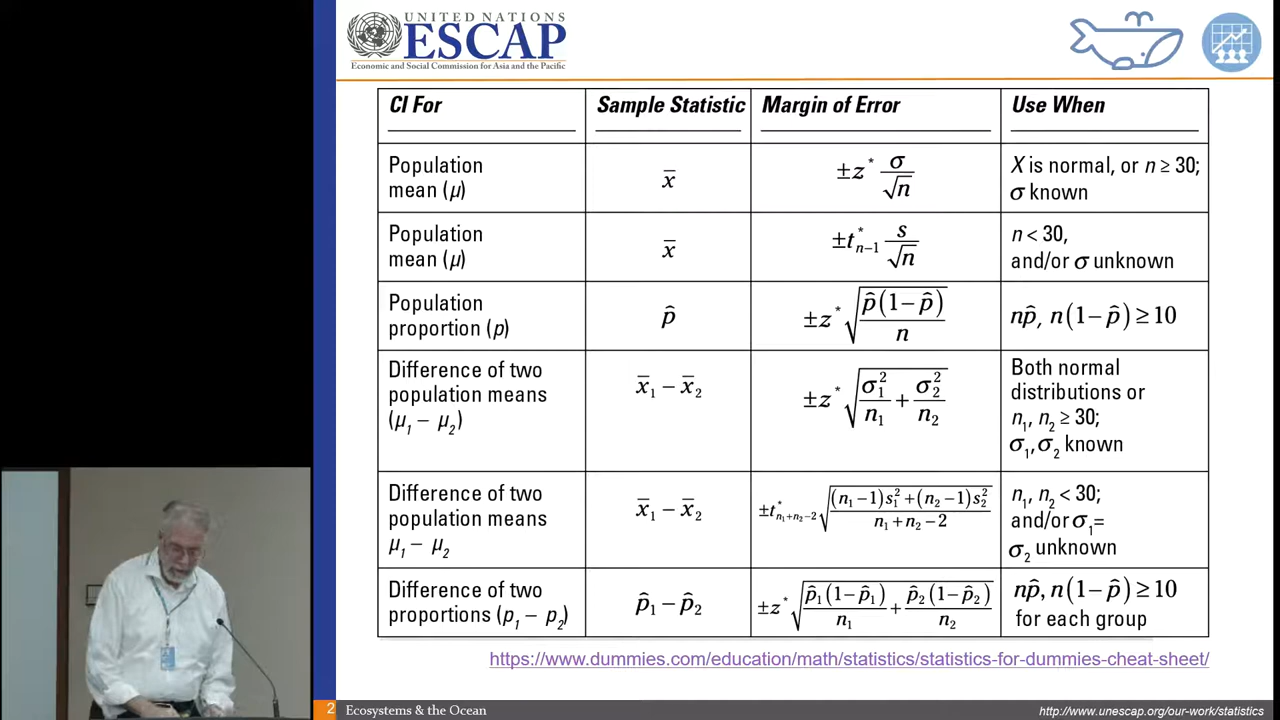 UNITED NATIONS
ESCAP
Economic and Social Commission for Asia and the Pacific
CI For
Sample Statistic
Margin of Error
Use When
Population
mean (μ)
x̄
±z* σ/√n
X is normal, or n ≥ 30;
σ known
Population
mean (μ)
x̄
±t*ₙ₋₁ s/√n
n < 30,
and/or σ unknown
Population
proportion (p)
p̂
±z* √(p̂(1−p̂)/n)
np̂, n(1−p̂) ≥ 10
Difference of two
population means
(μ₁ − μ₂)
x̄₁ − x̄₂
±z* √(σ₁²/n₁ + σ₂²/n₂)
Both normal
distributions or
n₁, n₂ ≥ 30;
σ₁, σ₂ known
Difference of two
population means
μ₁ − μ₂
x̄₁ − x̄₂
±t*ₙ₁₊ₙ₂₋₂ √(((n₁−1)s₁²+(n₂−1)s₂²)/(n₁+n₂−2))
n₁, n₂ < 30;
and/or σ₁=
σ₂ unknown
Difference of two
proportions (p₁ − p₂)
p̂₁ − p̂₂
±z* √(p̂₁(1−p̂₁)/n₁ + p̂₂(1−p̂₂)/n₂)
np̂, n(1−p̂) ≥ 10
for each group
https://www.dummies.com/education/math/statistics/statistics-for-dummies-cheat-sheet/
2
Ecosystems & the Ocean
http://www.unescap.org/our-work/statistics